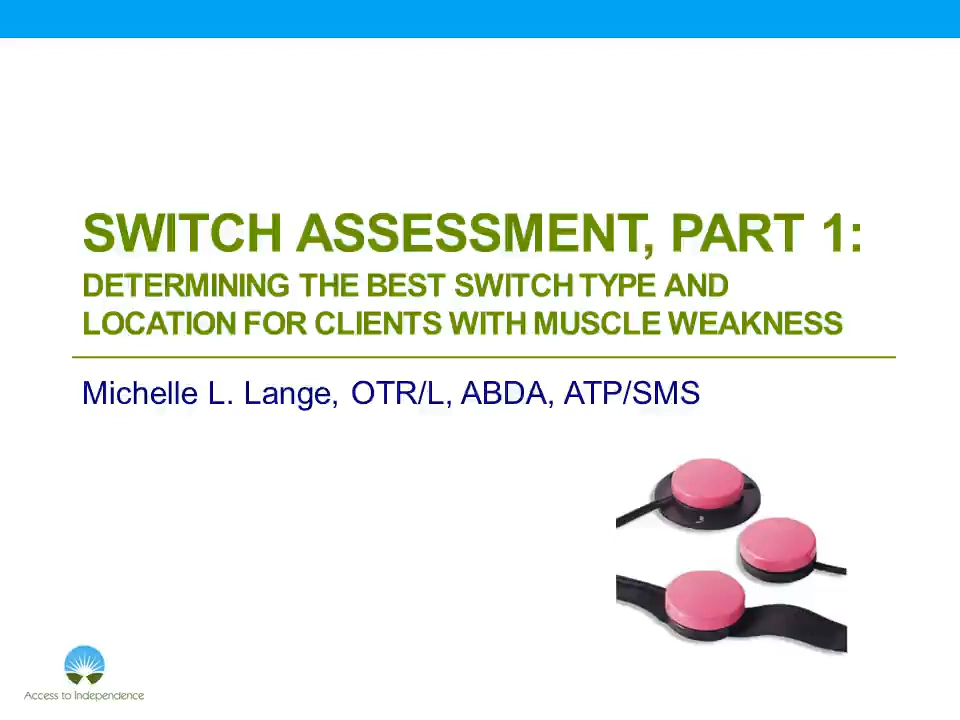 SWITCH ASSESSMENT, PART 1:
DETERMINING THE BEST SWITCH TYPE AND
LOCATION FOR CLIENTS WITH MUSCLE WEAKNESS
Michelle L. Lange, OTR/L, ABDA, ATP/SMS
Access to Independence